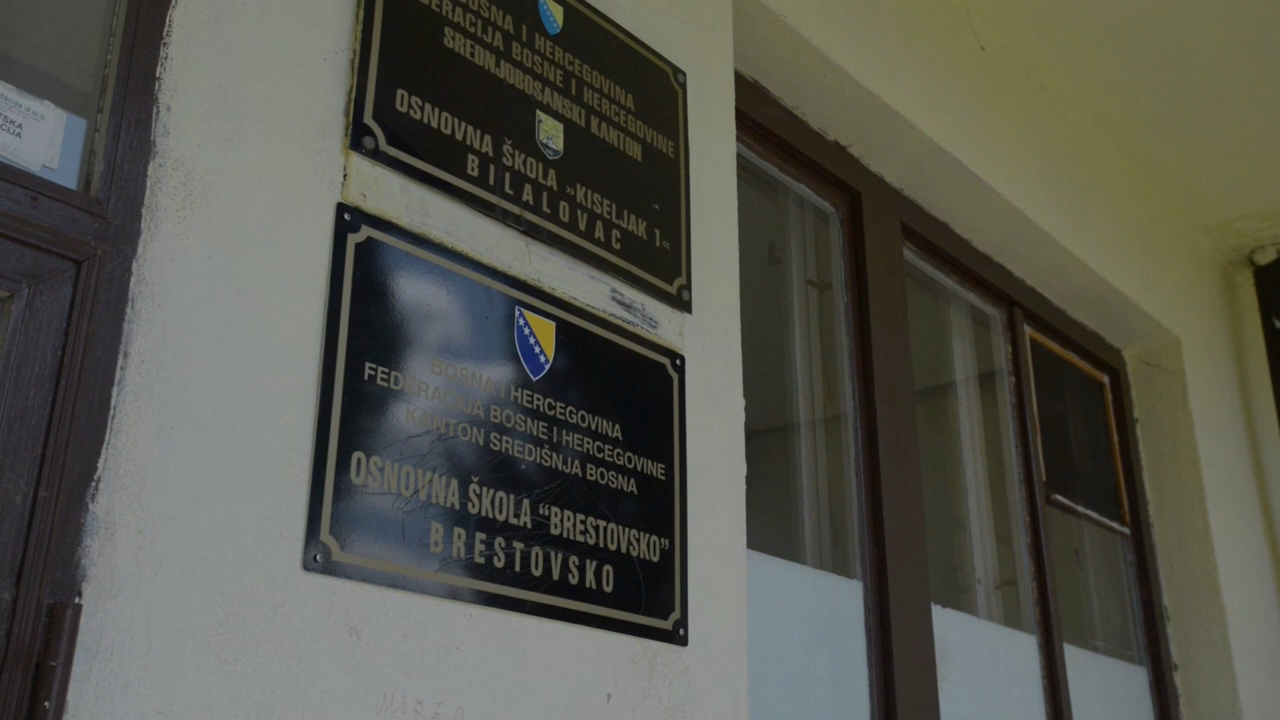 BOSNA I HERCEGOVINA
FEDERACIJA BOSNE I HERCEGOVINE
SREDNJOBOSANSKI KANTON
OSNOVNA ŠKOLA »KISELJAK 1«
BILALOVAC
BOSNA I HERCEGOVINA
FEDERACIJA BOSNE I HERCEGOVINE
KANTON SREDIŠNJA BOSNA
OSNOVNA ŠKOLA “BRESTOVSKO”
BRESTOVSKO